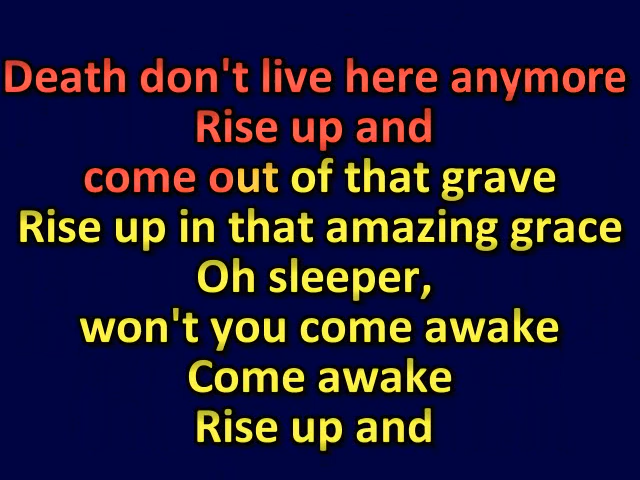 Death don't live here anymore
Rise up and
come out of that grave
Rise up in that amazing grace
Oh sleeper,
won't you come awake
Come awake
Rise up and